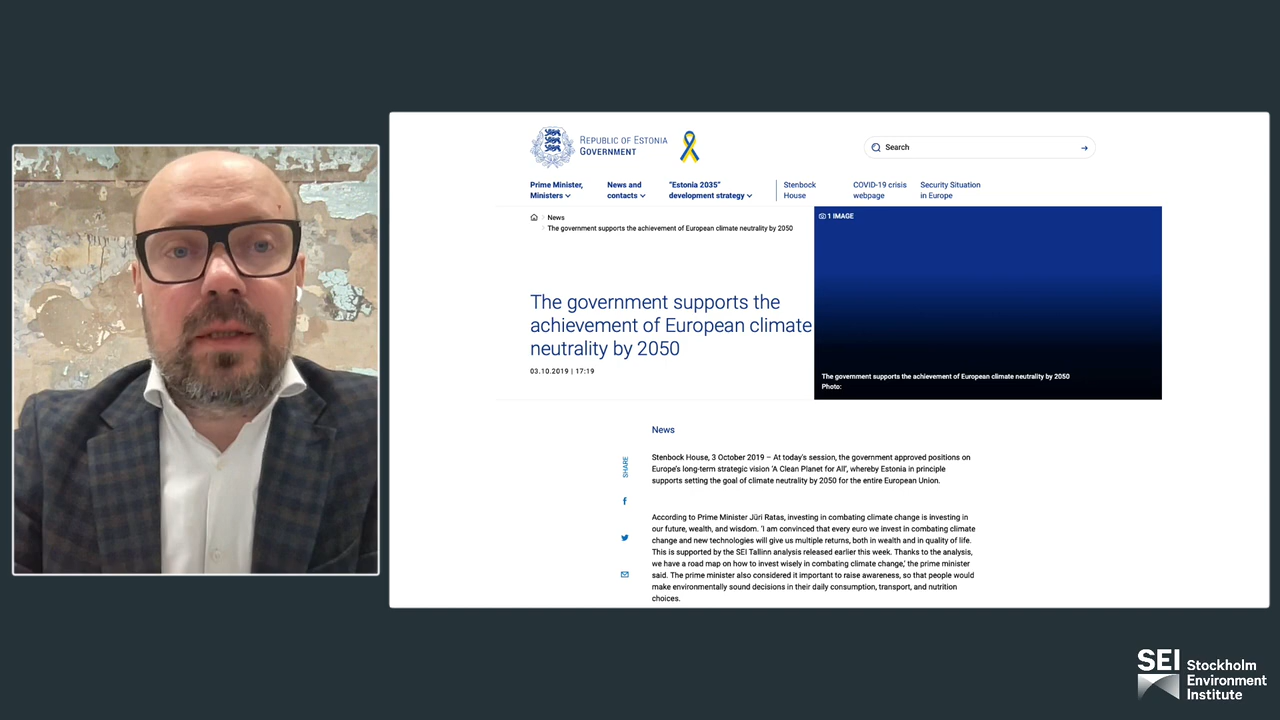 REPUBLIC OF ESTONIA
GOVERNMENT
Search
Prime Minister,
Ministers
News and
contacts
"Estonia 2035"
development strategy
Stenbock
House
COVID-19 crisis
webpage
Security Situation
in Europe
News
The government supports the achievement of European climate neutrality by 2050
1 IMAGE
The government supports the
achievement of European climate
neutrality by 2050
03.10.2019 | 17:19
The government supports the achievement of European climate neutrality by 2050
Photo:
News
SHARE
Stenbock House, 3 October 2019 – At today's session, the government approved positions on
Europe's long-term strategic vision 'A Clean Planet for All', whereby Estonia in principle
supports setting the goal of climate neutrality by 2050 for the entire European Union.
According to Prime Minister Jüri Ratas, investing in combating climate change is investing in
our future, wealth, and wisdom. 'I am convinced that every euro we invest in combating climate
change and new technologies will give us multiple returns, both in wealth and in quality of life.
This is supported by the SEI Tallinn analysis released earlier this week. Thanks to the analysis,
we have a road map on how to invest wisely in combating climate change,' the prime minister
said. The prime minister also considered it important to raise awareness, so that people would
make environmentally sound decisions in their daily consumption, transport, and nutrition
choices.
SEI
Stockholm
Environment
Institute